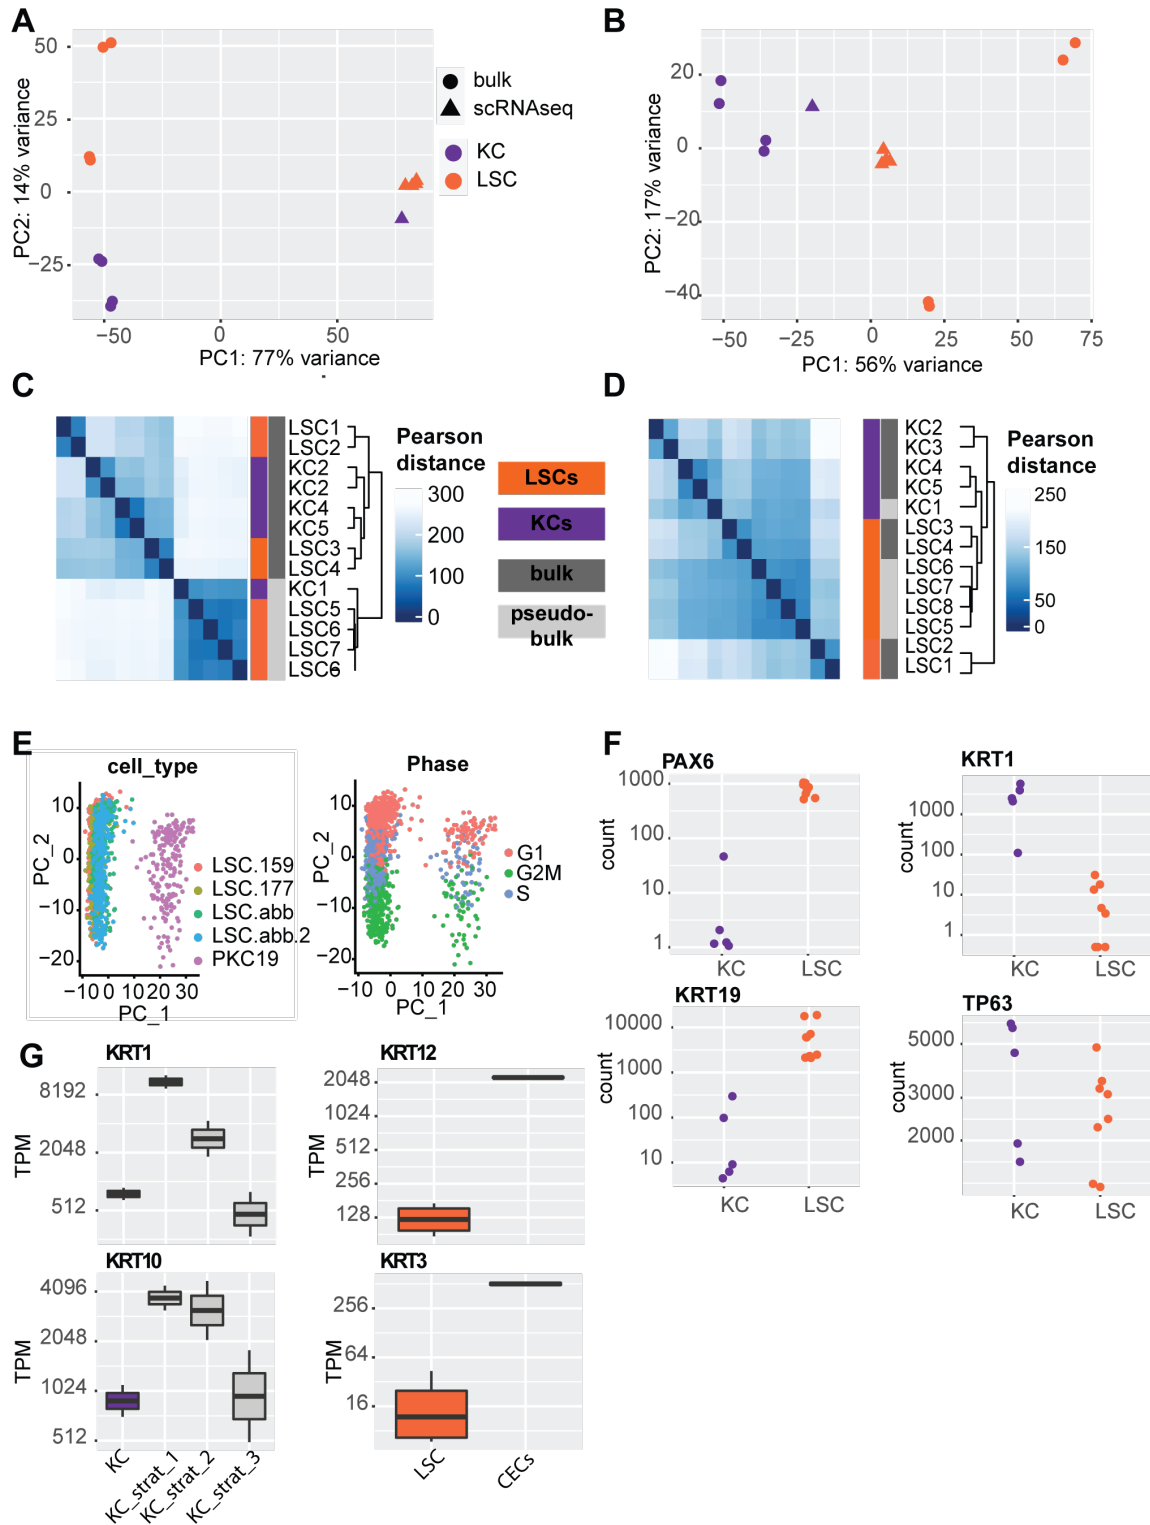 A
50
25
0
−25
PC2: 14% variance
−50
0
50
PC1: 77% variance
bulk
scRNAseq
KC
LSC
B
20
0
−20
−40
PC2: 17% variance
−50
−25
0
25
50
75
PC1: 56% variance
C
LSC1
LSC2
KC2
KC2
KC4
KC5
LSC3
LSC4
KC1
LSC5
LSC6
LSC7
LSC6
Pearson
distance
300
200
100
0
LSCs
KCs
bulk
pseudo-
bulk
D
KC2
KC3
KC4
KC5
KC1
LSC3
LSC4
LSC6
LSC7
LSC8
LSC5
LSC2
LSC1
Pearson
distance
250
150
50
0
E
cell_type
10
0
−10
−20
PC_2
−10 0 10 20 30
PC_1
LSC.159
LSC.177
LSC.abb
LSC.abb.2
PKC19
Phase
10
0
−10
−20
PC_2
−10 0 10 20 30
PC_1
G1
G2M
S
F
PAX6
1000
100
10
1
count
KC
LSC
KRT1
1000
100
10
1
count
KC
LSC
KRT19
10000
1000
100
10
count
KC
LSC
TP63
5000
3000
2000
count
KC
LSC
G
KRT1
8192
2048
512
TPM
KRT12
2048
1024
512
256
128
TPM
KRT10
4096
2048
1024
512
TPM
KC
KC_strat_1
KC_strat_2
KC_strat_3
KRT3
256
64
16
TPM
LSC
CECs